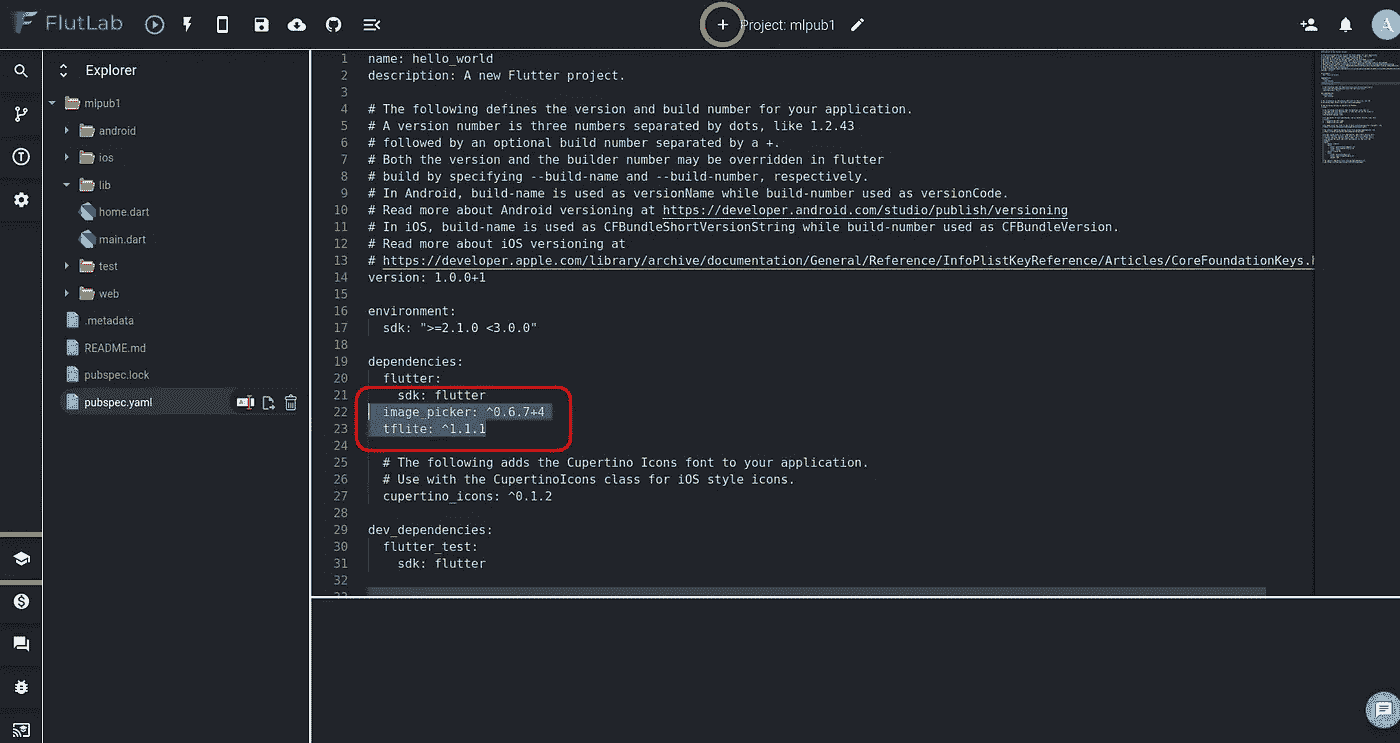 FlutLab
+ Project: mlpub1
A
Explorer
mlpub1
android
ios
lib
home.dart
main.dart
test
web
.metadata
README.md
pubspec.lock
pubspec.yaml
1 name: hello_world
2 description: A new Flutter project.
3
4 # The following defines the version and build number for your application.
5 # A version number is three numbers separated by dots, like 1.2.43
6 # followed by an optional build number separated by a +.
7 # Both the version and the builder number may be overridden in flutter
8 # build by specifying --build-name and --build-number, respectively.
9 # In Android, build-name is used as versionName while build-number used as versionCode.
10 # Read more about Android versioning at https://developer.android.com/studio/publish/versioning
11 # In iOS, build-name is used as CFBundleShortVersionString while build-number used as CFBundleVersion.
12 # Read more about iOS versioning at
13 # https://developer.apple.com/library/archive/documentation/General/Reference/InfoPlistKeyReference/Articles/CoreFoundationKeys.h
14 version: 1.0.0+1
15
16 environment:
17 sdk: ">=2.1.0 <3.0.0"
18
19 dependencies:
20 flutter:
21 sdk: flutter
22 image_picker: ^0.6.7+4
23 tflite: ^1.1.1
24
25 # The following adds the Cupertino Icons font to your application.
26 # Use with the CupertinoIcons class for iOS style icons.
27 cupertino_icons: ^0.1.2
28
29 dev_dependencies:
30 flutter_test:
31 sdk: flutter
32